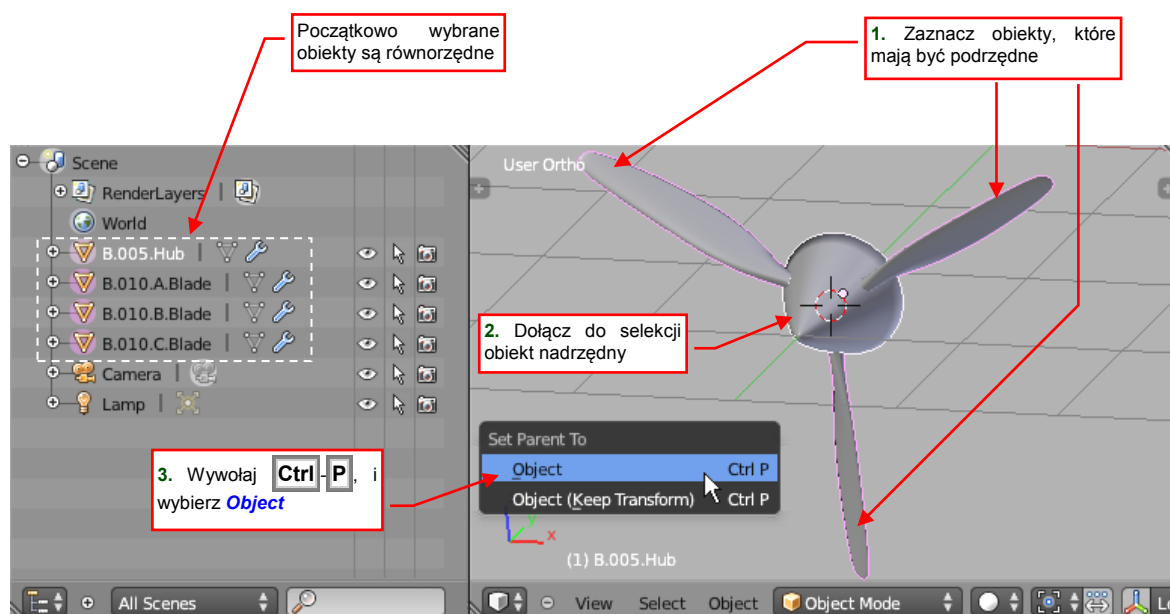 Początkowo wybrane
obiekty są równorzędne
1. Zaznacz obiekty, które
mają być podrzędne
Scene
RenderLayers
World
B.005.Hub
B.010.A.Blade
B.010.B.Blade
B.010.C.Blade
Camera
Lamp
3. Wywołaj Ctrl-P, i
wybierz Object
All Scenes
User Ortho
2. Dołącz do selekcji
obiekt nadrzędny
Set Parent To
Object Ctrl P
Object (Keep Transform) Ctrl P
y
x
(1) B.005.Hub
View Select Object Object Mode L